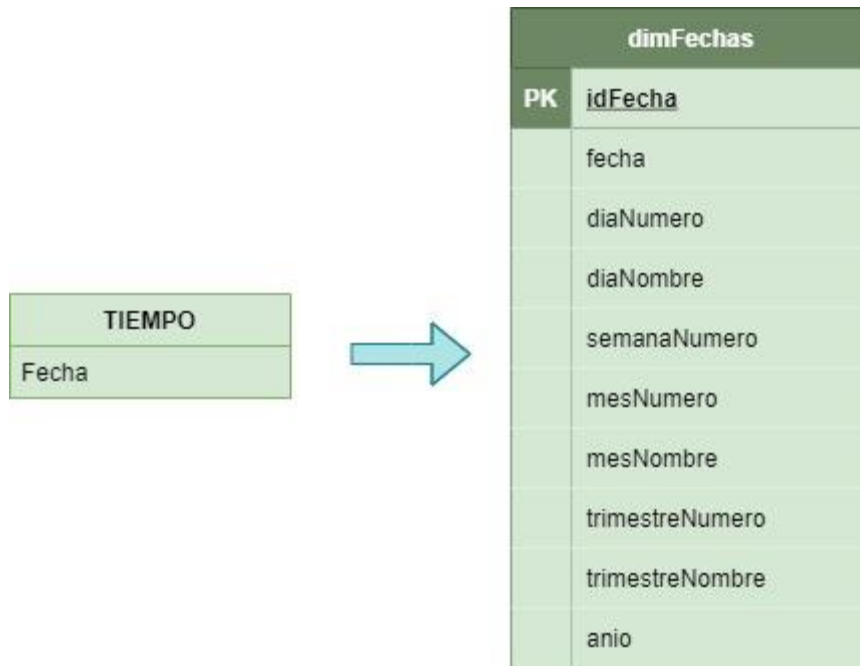 TIEMPO
Fecha
dimFechas
PK idFecha
fecha
diaNumero
diaNombre
semanaNumero
mesNumero
mesNombre
trimestreNumero
trimestreNombre
anio